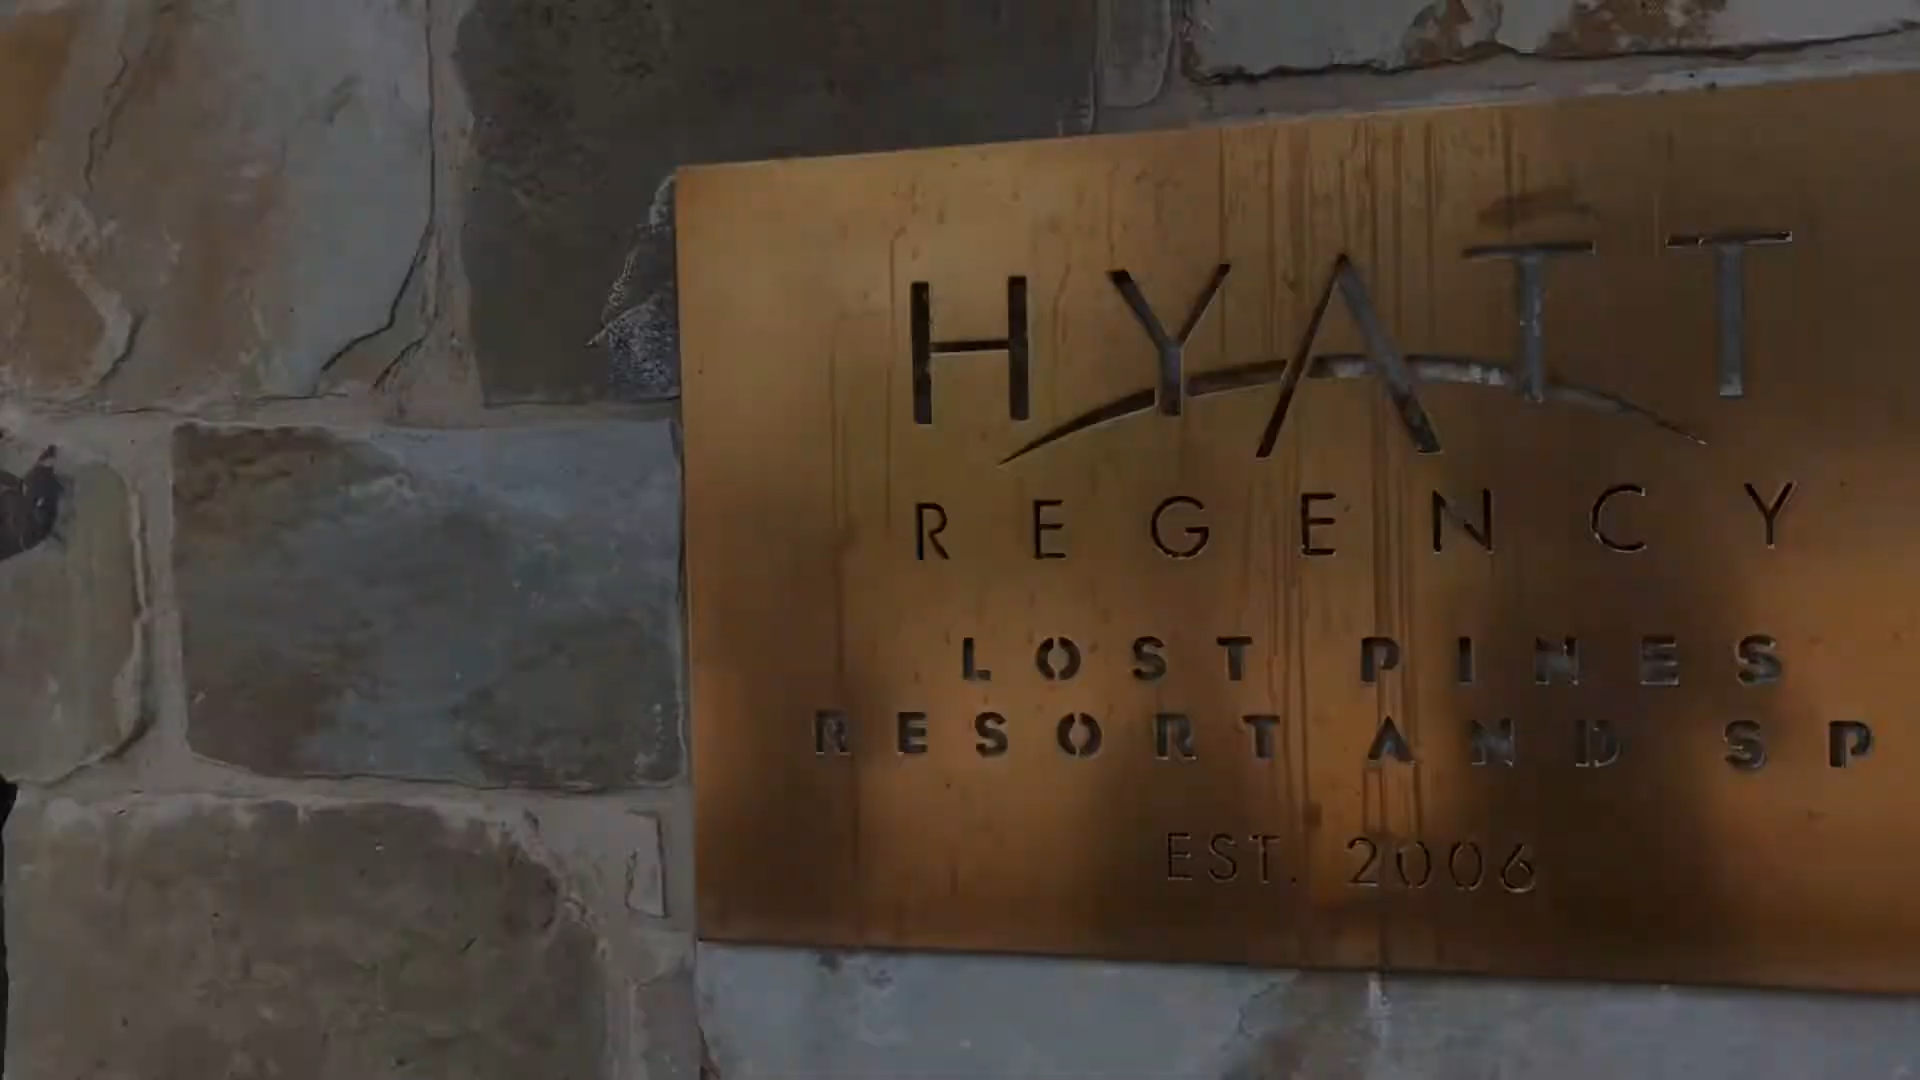 HYATT
REGENCY
LOST PINES
RESORT AND SP
EST. 2006